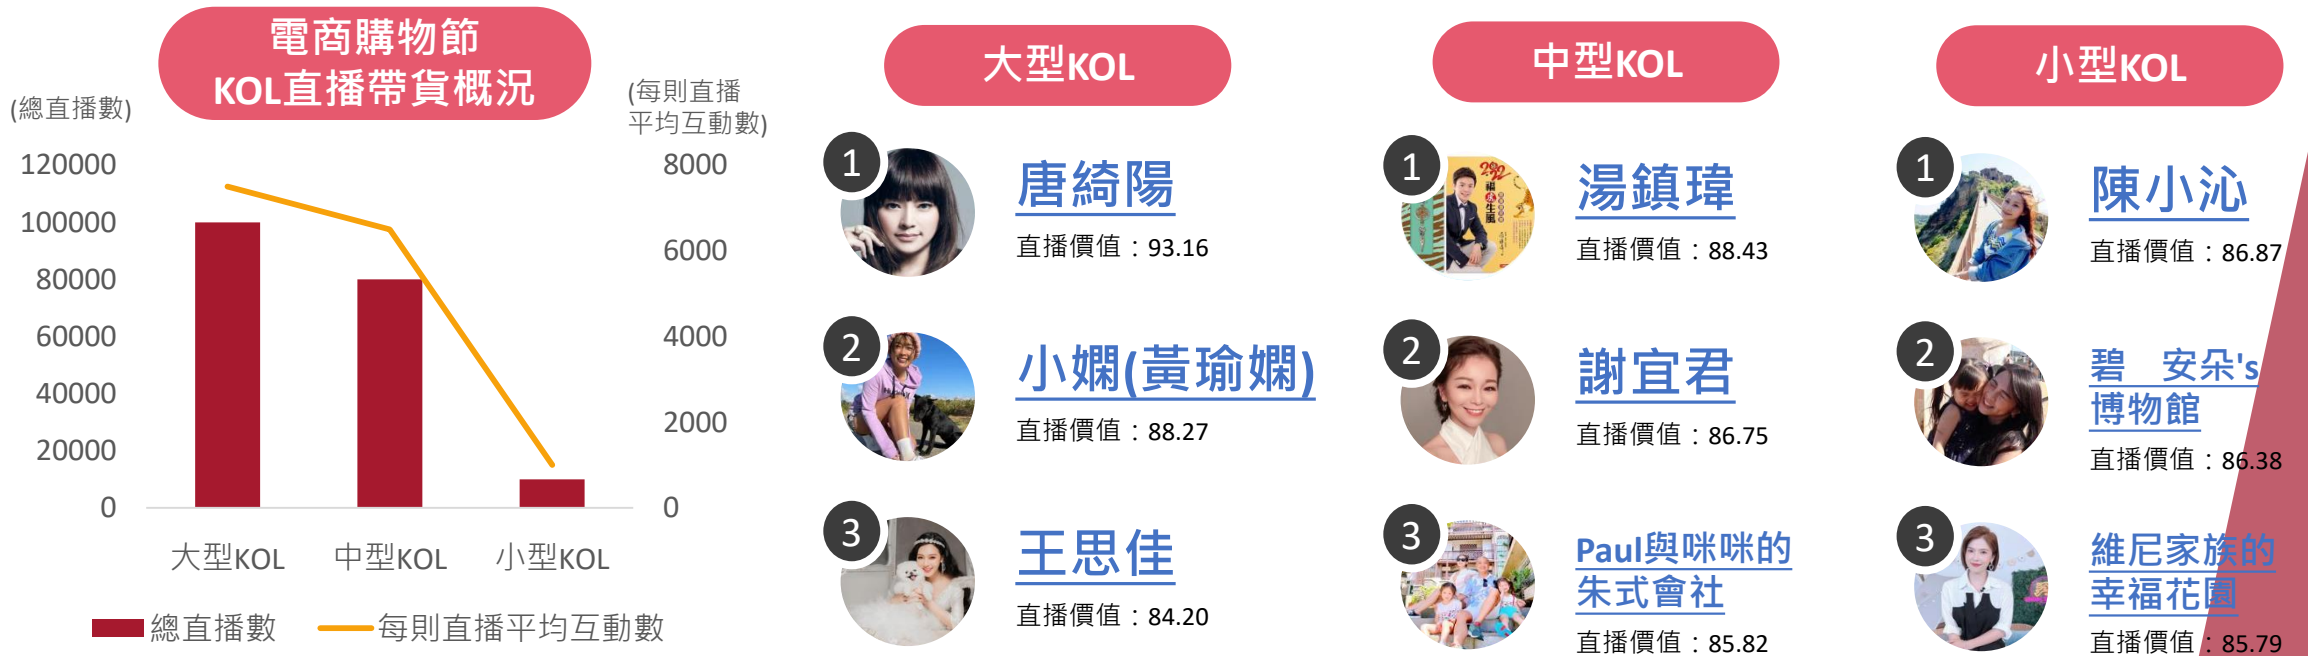 電商購物節
KOL直播帶貨概況
(總直播數)
(每則直播
平均互動數)
120000
100000
80000
60000
40000
20000
0
8000
6000
4000
2000
0
大型KOL
中型KOL
小型KOL
總直播數
每則直播平均互動數
大型KOL
1
唐綺陽
直播價值：93.16
2
小嫻(黃瑜嫻)
直播價值：88.27
3
王思佳
直播價值：84.20
中型KOL
1
湯鎮瑋
直播價值：88.43
2
謝宜君
直播價值：86.75
3
Paul與咪咪的
朱式會社
直播價值：85.82
小型KOL
1
陳小沁
直播價值：86.87
2
碧　安朵's
博物館
直播價值：86.38
3
維尼家族的
幸福花園
直播價值：85.79